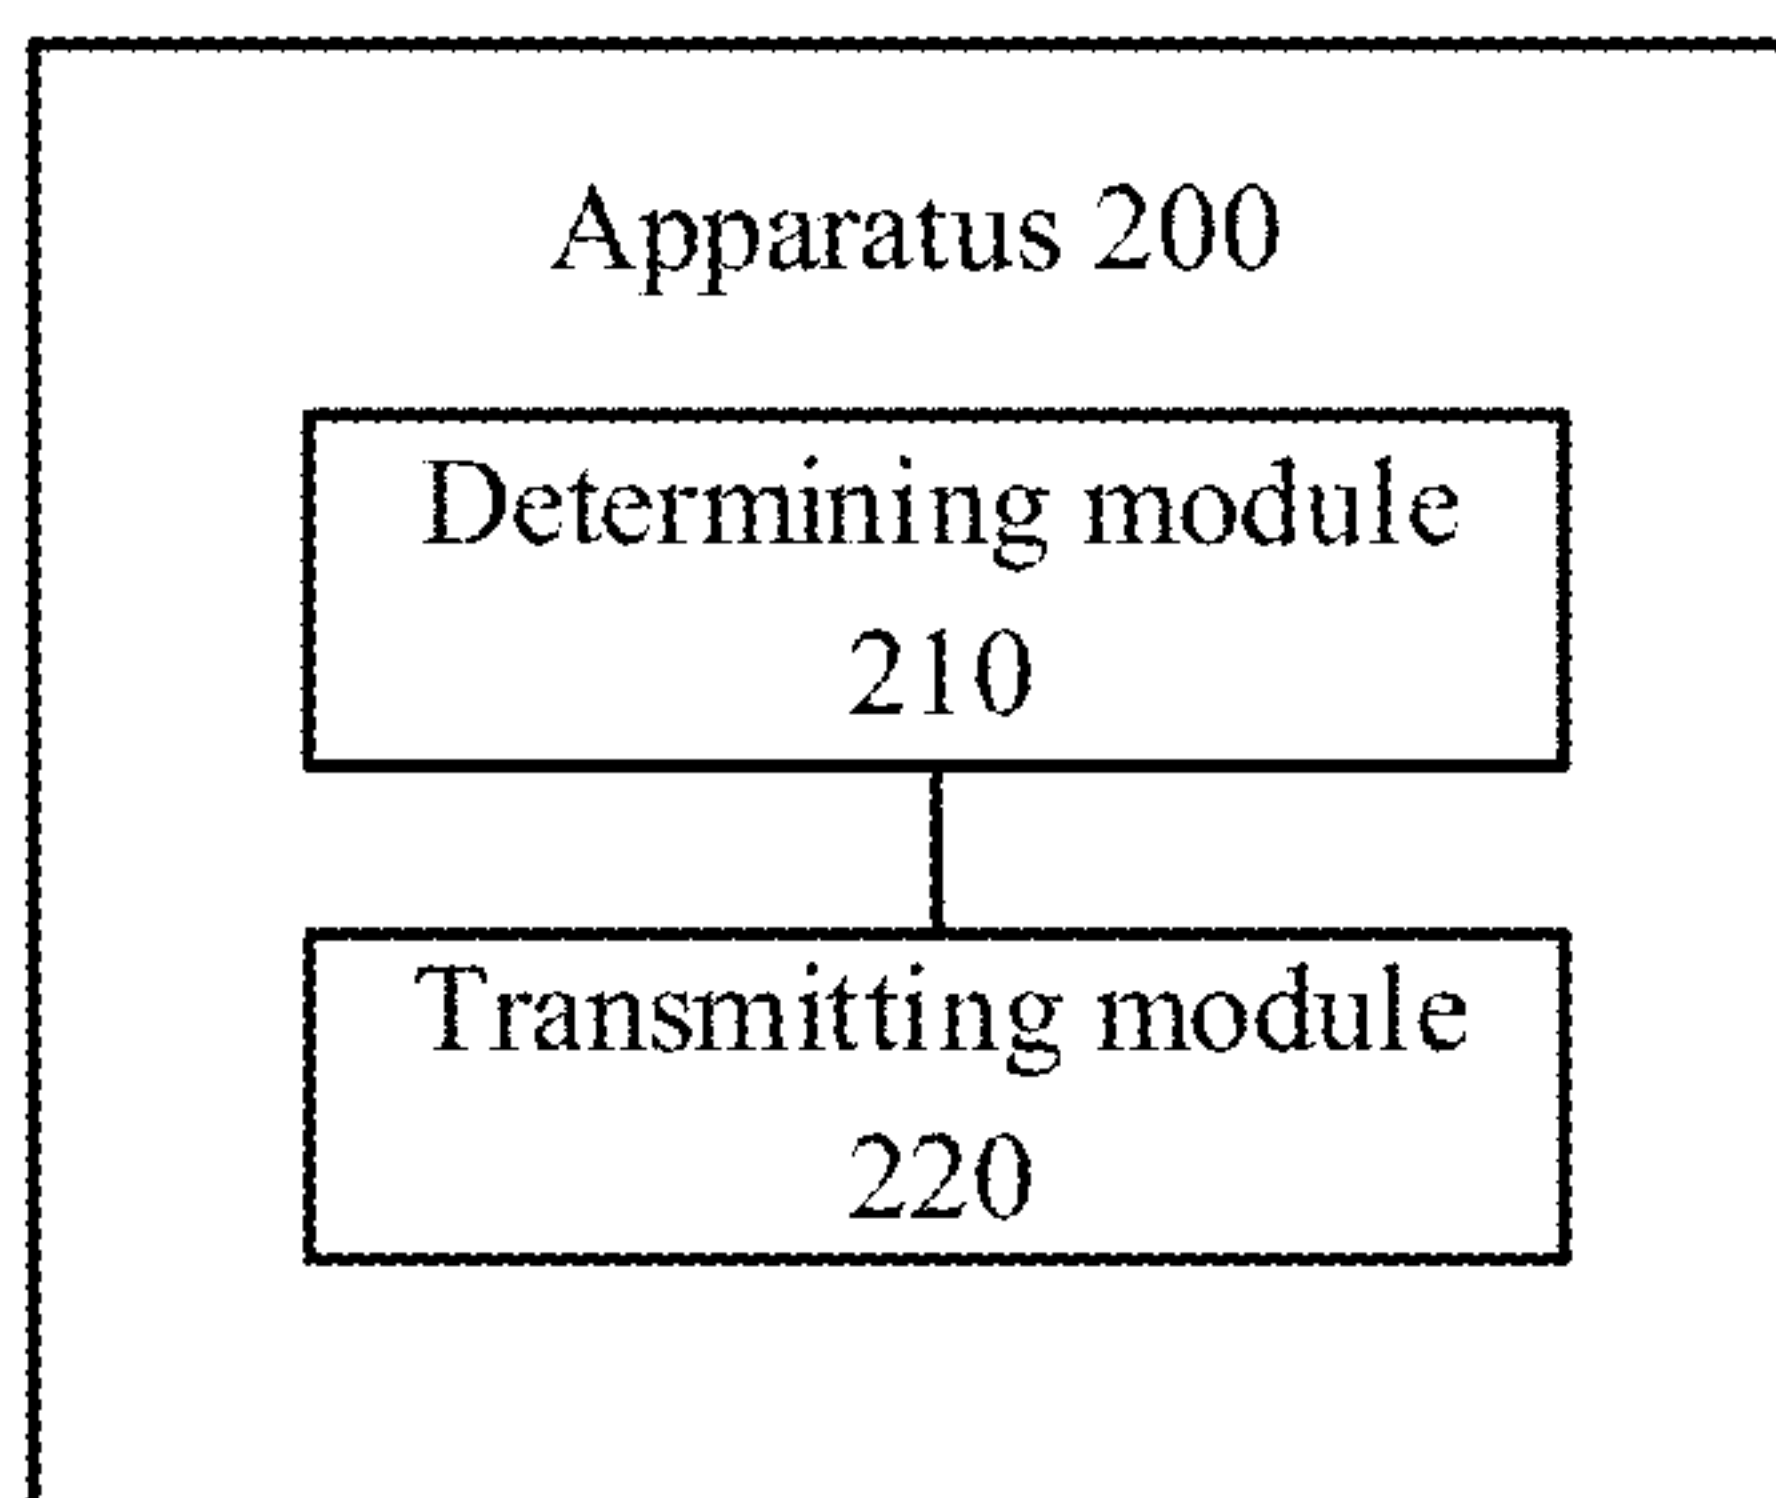 Apparatus 200
Determining module
210
Transmitting module
220